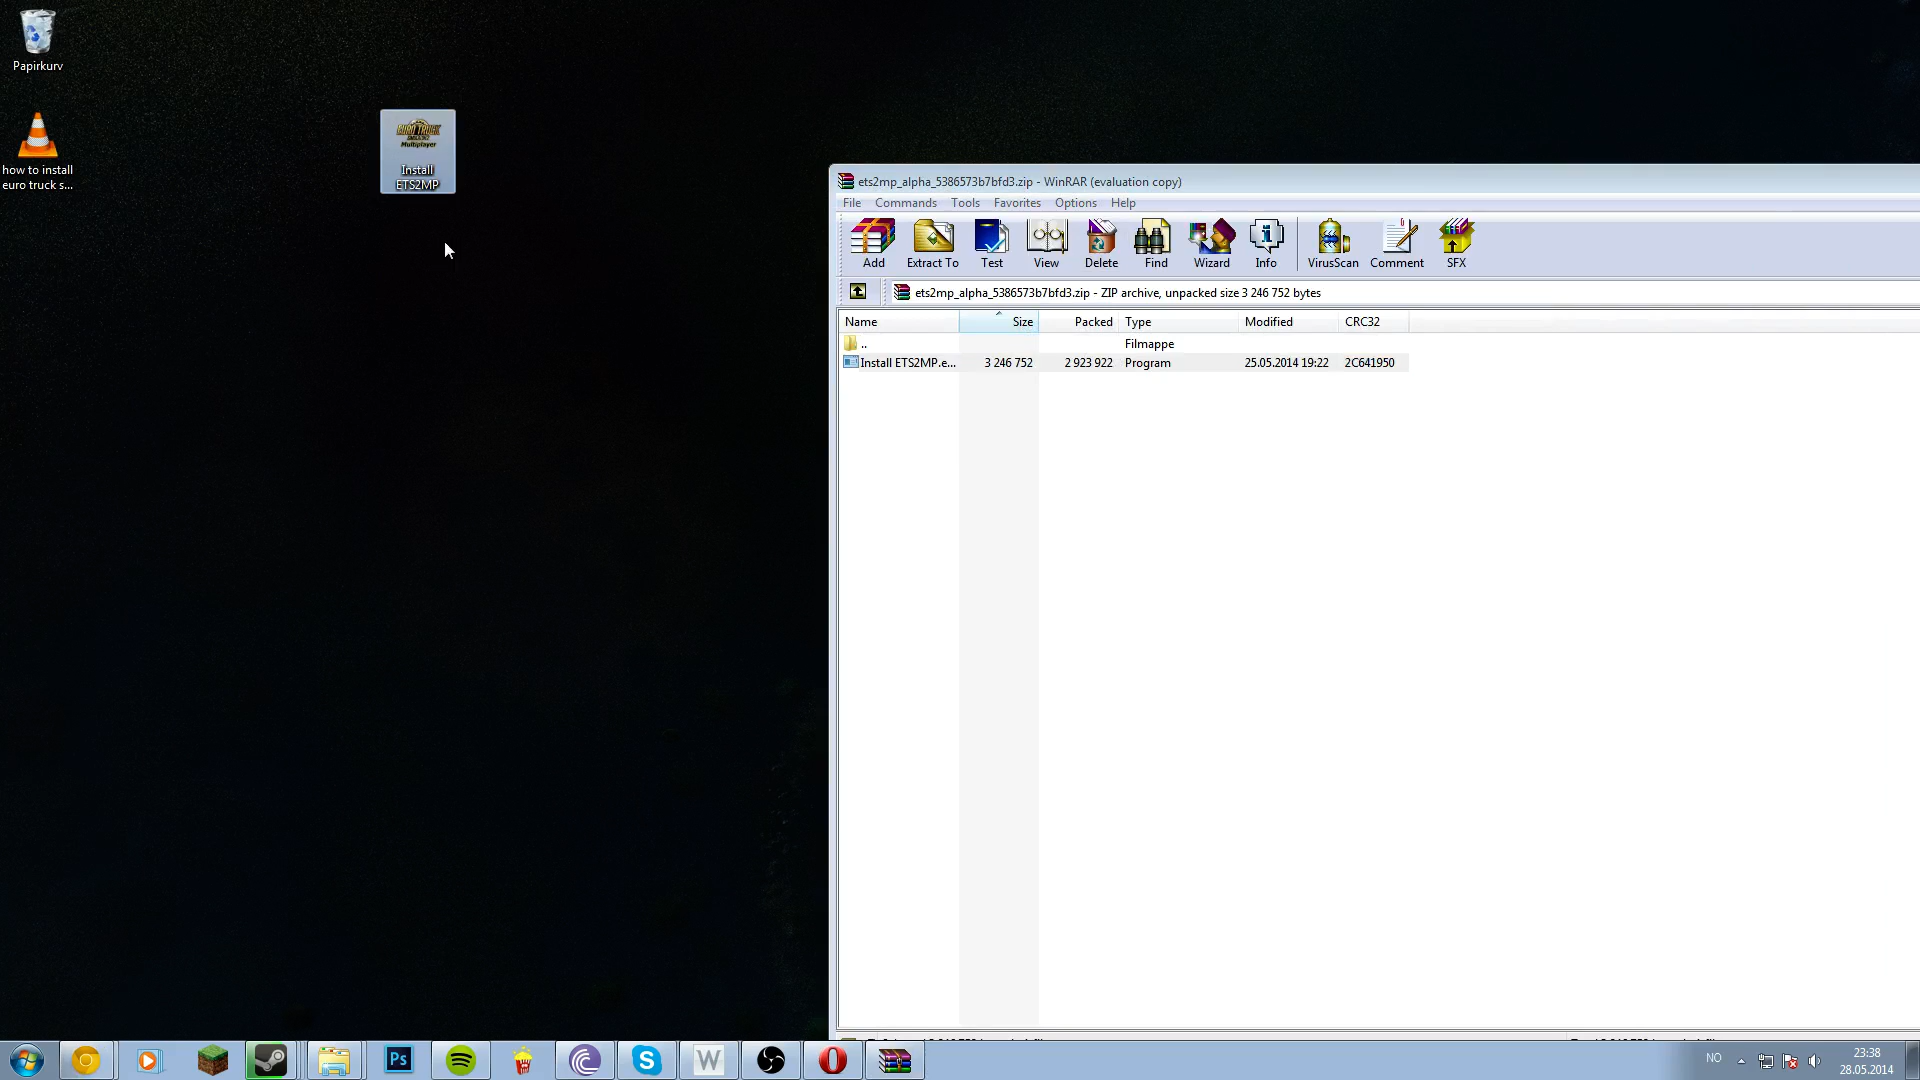 Papirkurv
how to install
euro truck s...
Multiplayer
Install
ETS2MP
ets2mp_alpha_5386573b7bfd3.zip - WinRAR (evaluation copy)
File Commands Tools Favorites Options Help
Add Extract To Test View Delete Find Wizard Info VirusScan Comment SFX
ets2mp_alpha_5386573b7bfd3.zip - ZIP archive, unpacked size 3 246 752 bytes
Name Size Packed Type Modified CRC32
.. Filmappe
Install ETS2MP.e... 3 246 752 2 923 922 Program 25.05.2014 19:22 2C641950
Ps
W
NO
23:38
28.05.2014